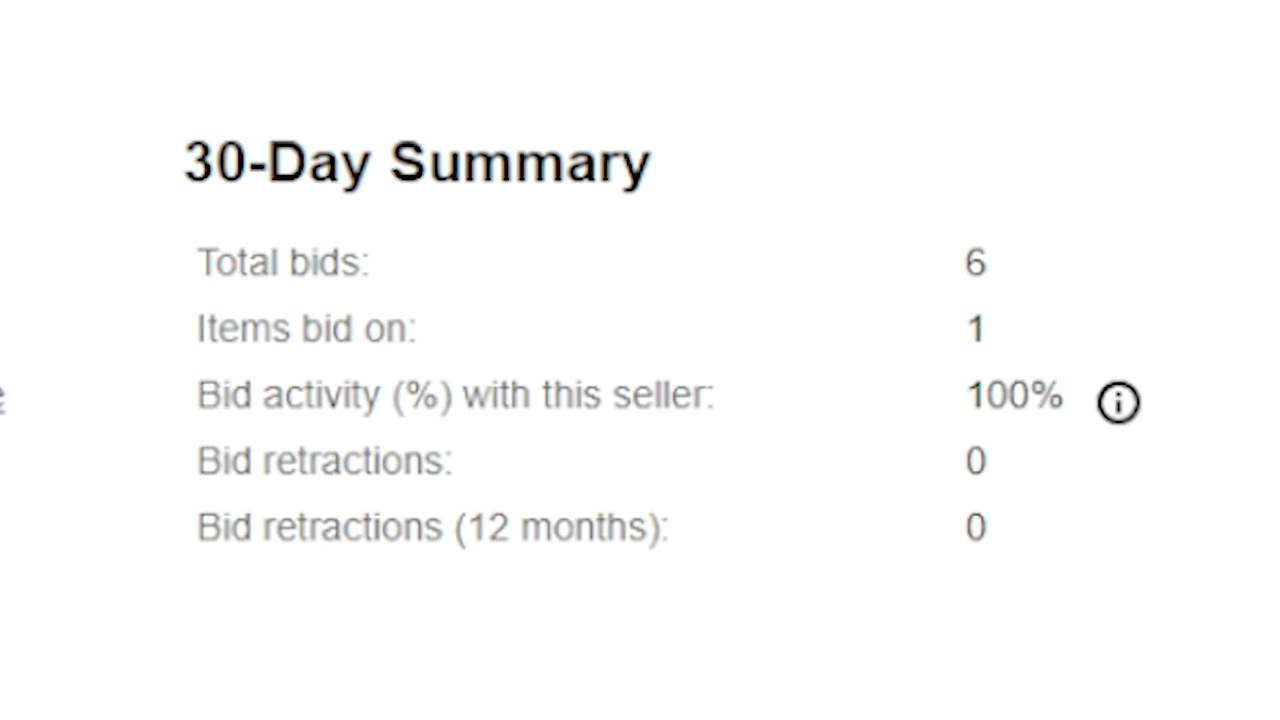 30-Day Summary
Total bids: 6
Items bid on: 1
Bid activity (%) with this seller: 100%
Bid retractions: 0
Bid retractions (12 months): 0